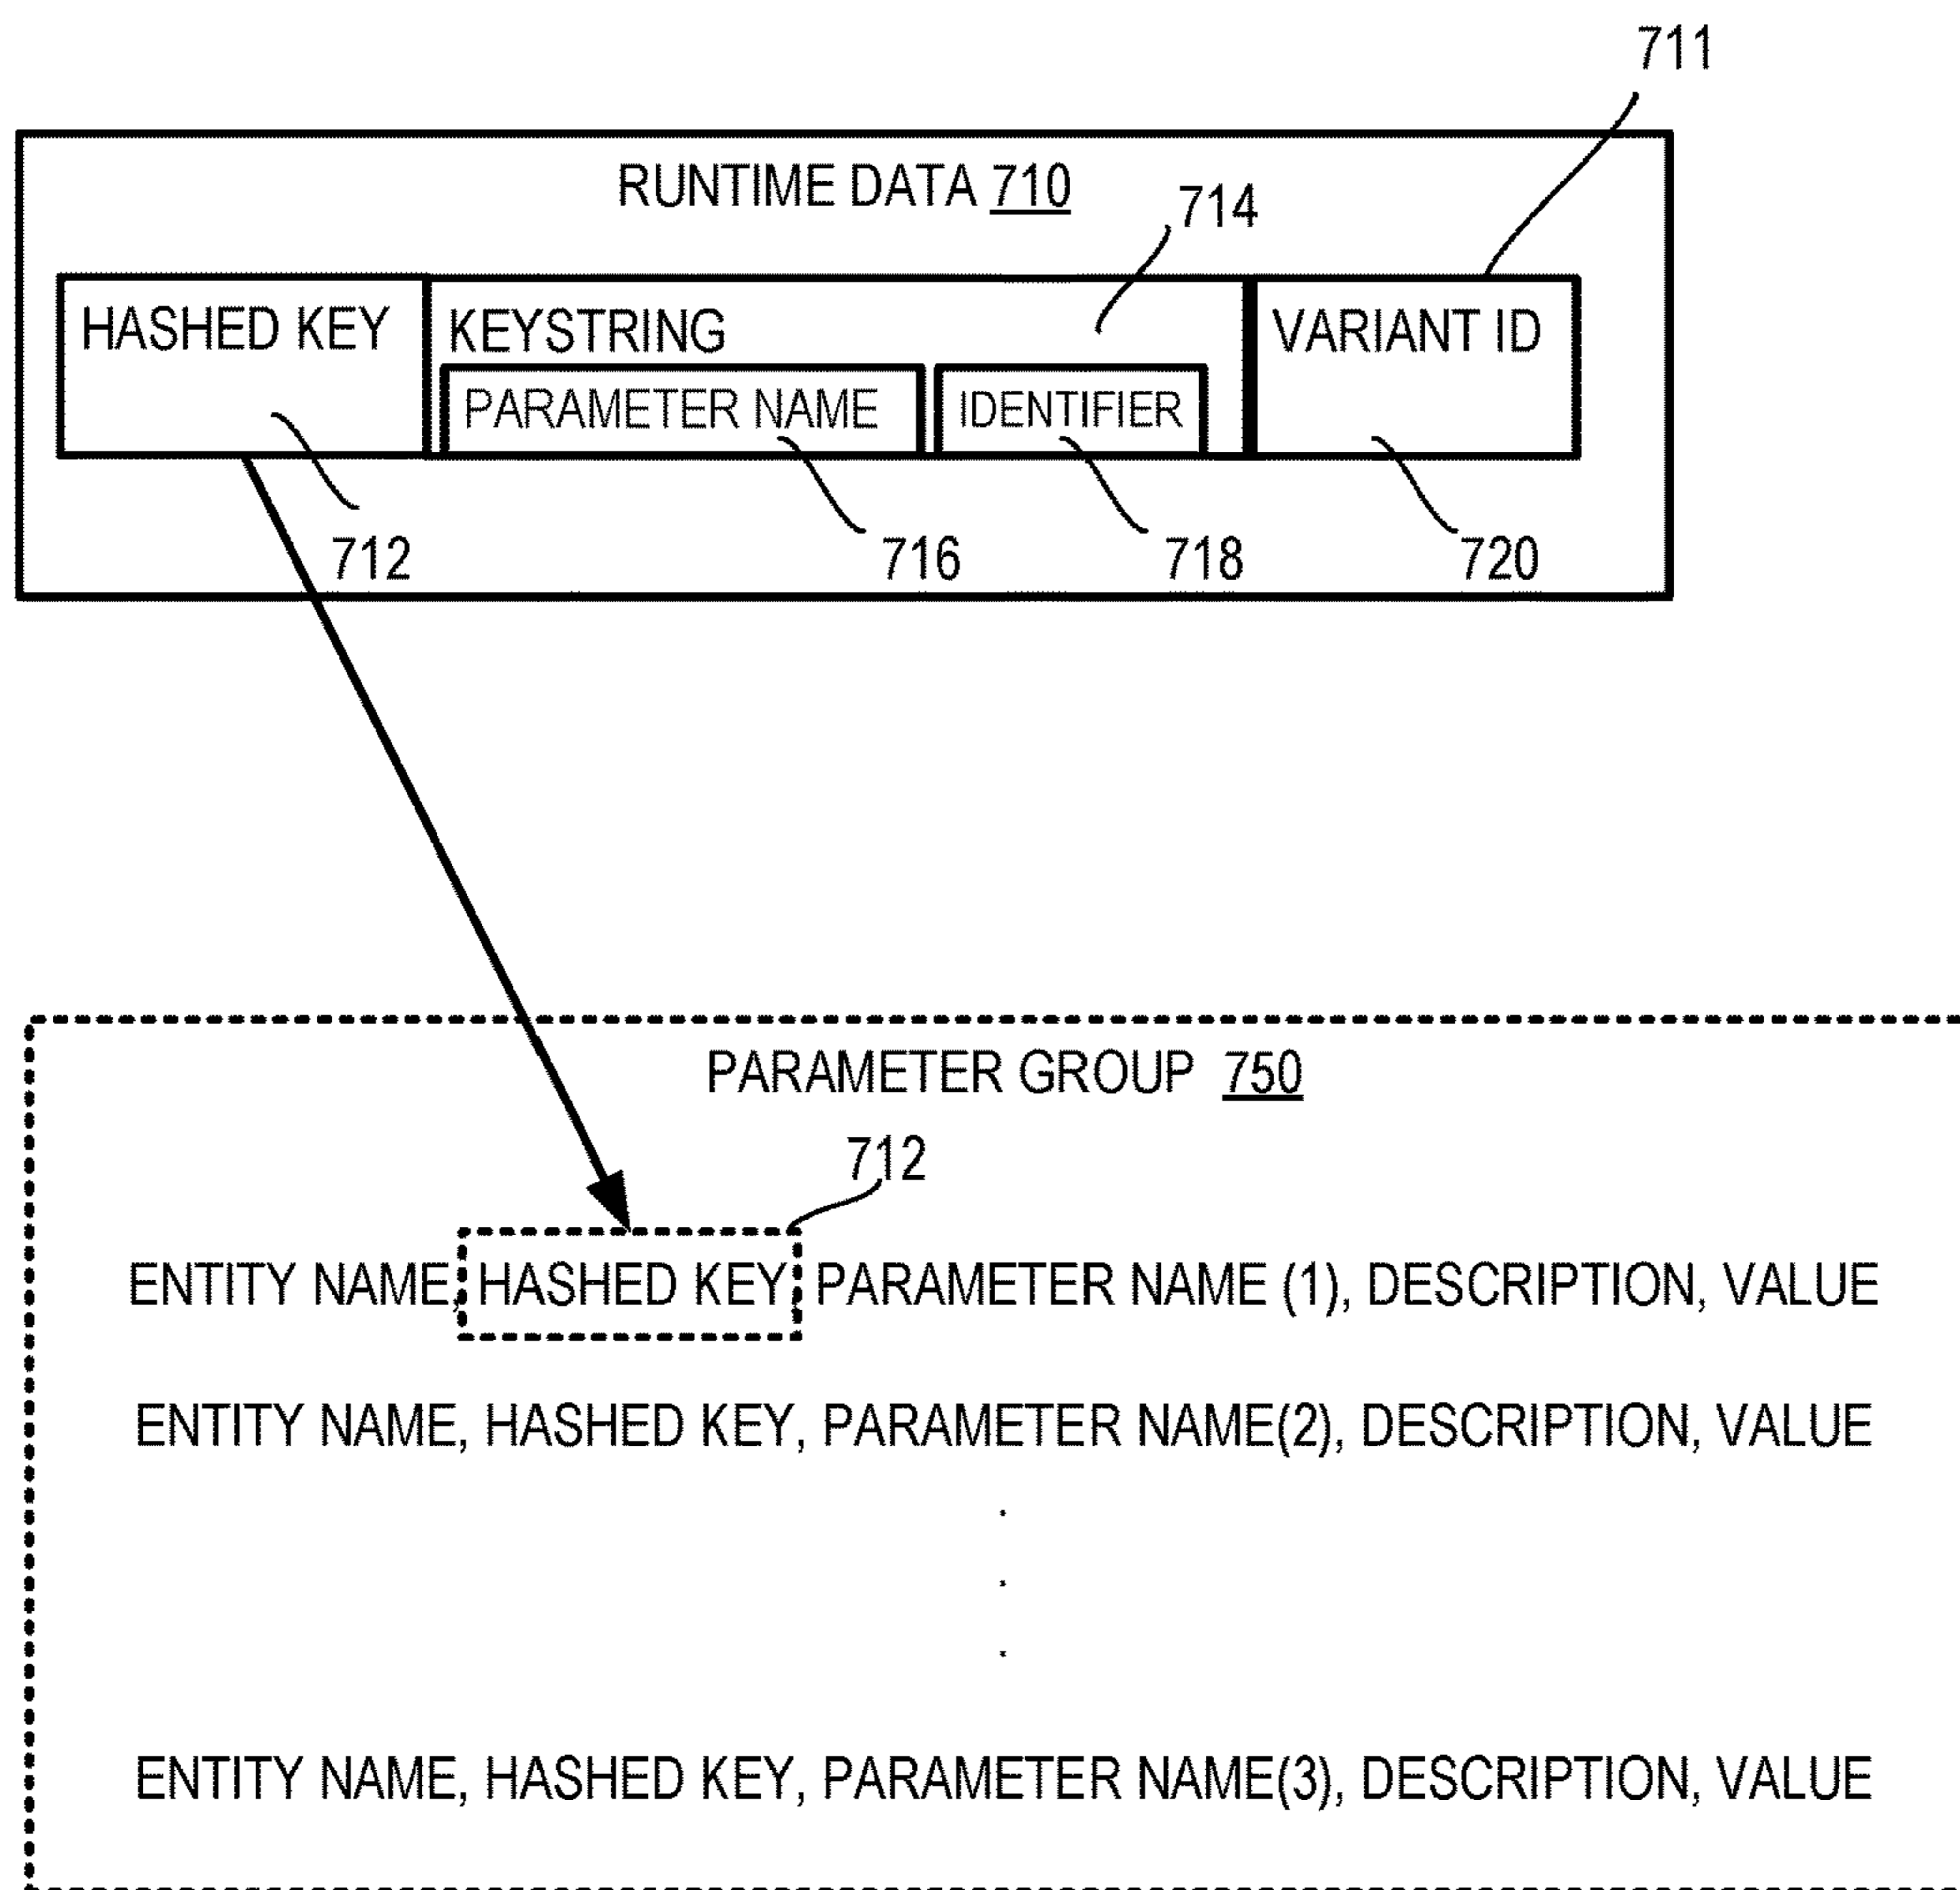 711
RUNTIME DATA 710
714
HASHED KEY KEYSTRING VARIANT ID
PARAMETER NAME IDENTIFIER
712 716 718 720
PARAMETER GROUP 750
712
ENTITY NAME, HASHED KEY, PARAMETER NAME (1), DESCRIPTION, VALUE
ENTITY NAME, HASHED KEY, PARAMETER NAME(2), DESCRIPTION, VALUE
.
.
.
ENTITY NAME, HASHED KEY, PARAMETER NAME(3), DESCRIPTION, VALUE